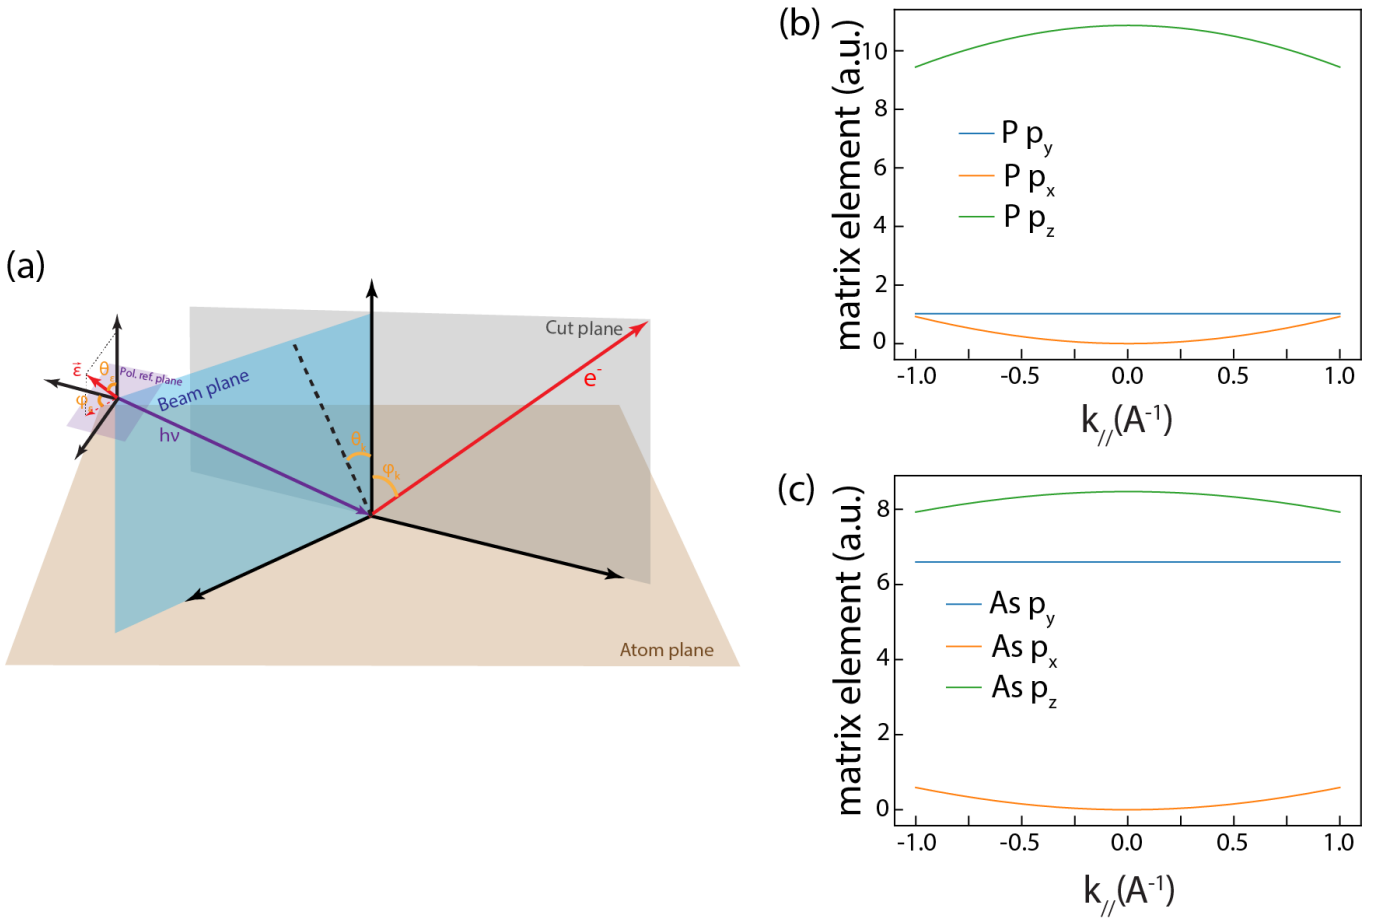 (a)
Cut plane
e-
Pol. ref. plane
Beam plane
ε
θ
φ
hν
θ
φk
Atom plane
(b)
matrix element (a.u.)
10
8
6
4
2
0
P py
P px
P pz
-1.0 -0.5 0.0 0.5 1.0
k//(A-1)
(c)
matrix element (a.u.)
8
6
4
2
0
As py
As px
As pz
-1.0 -0.5 0.0 0.5 1.0
k//(A-1)